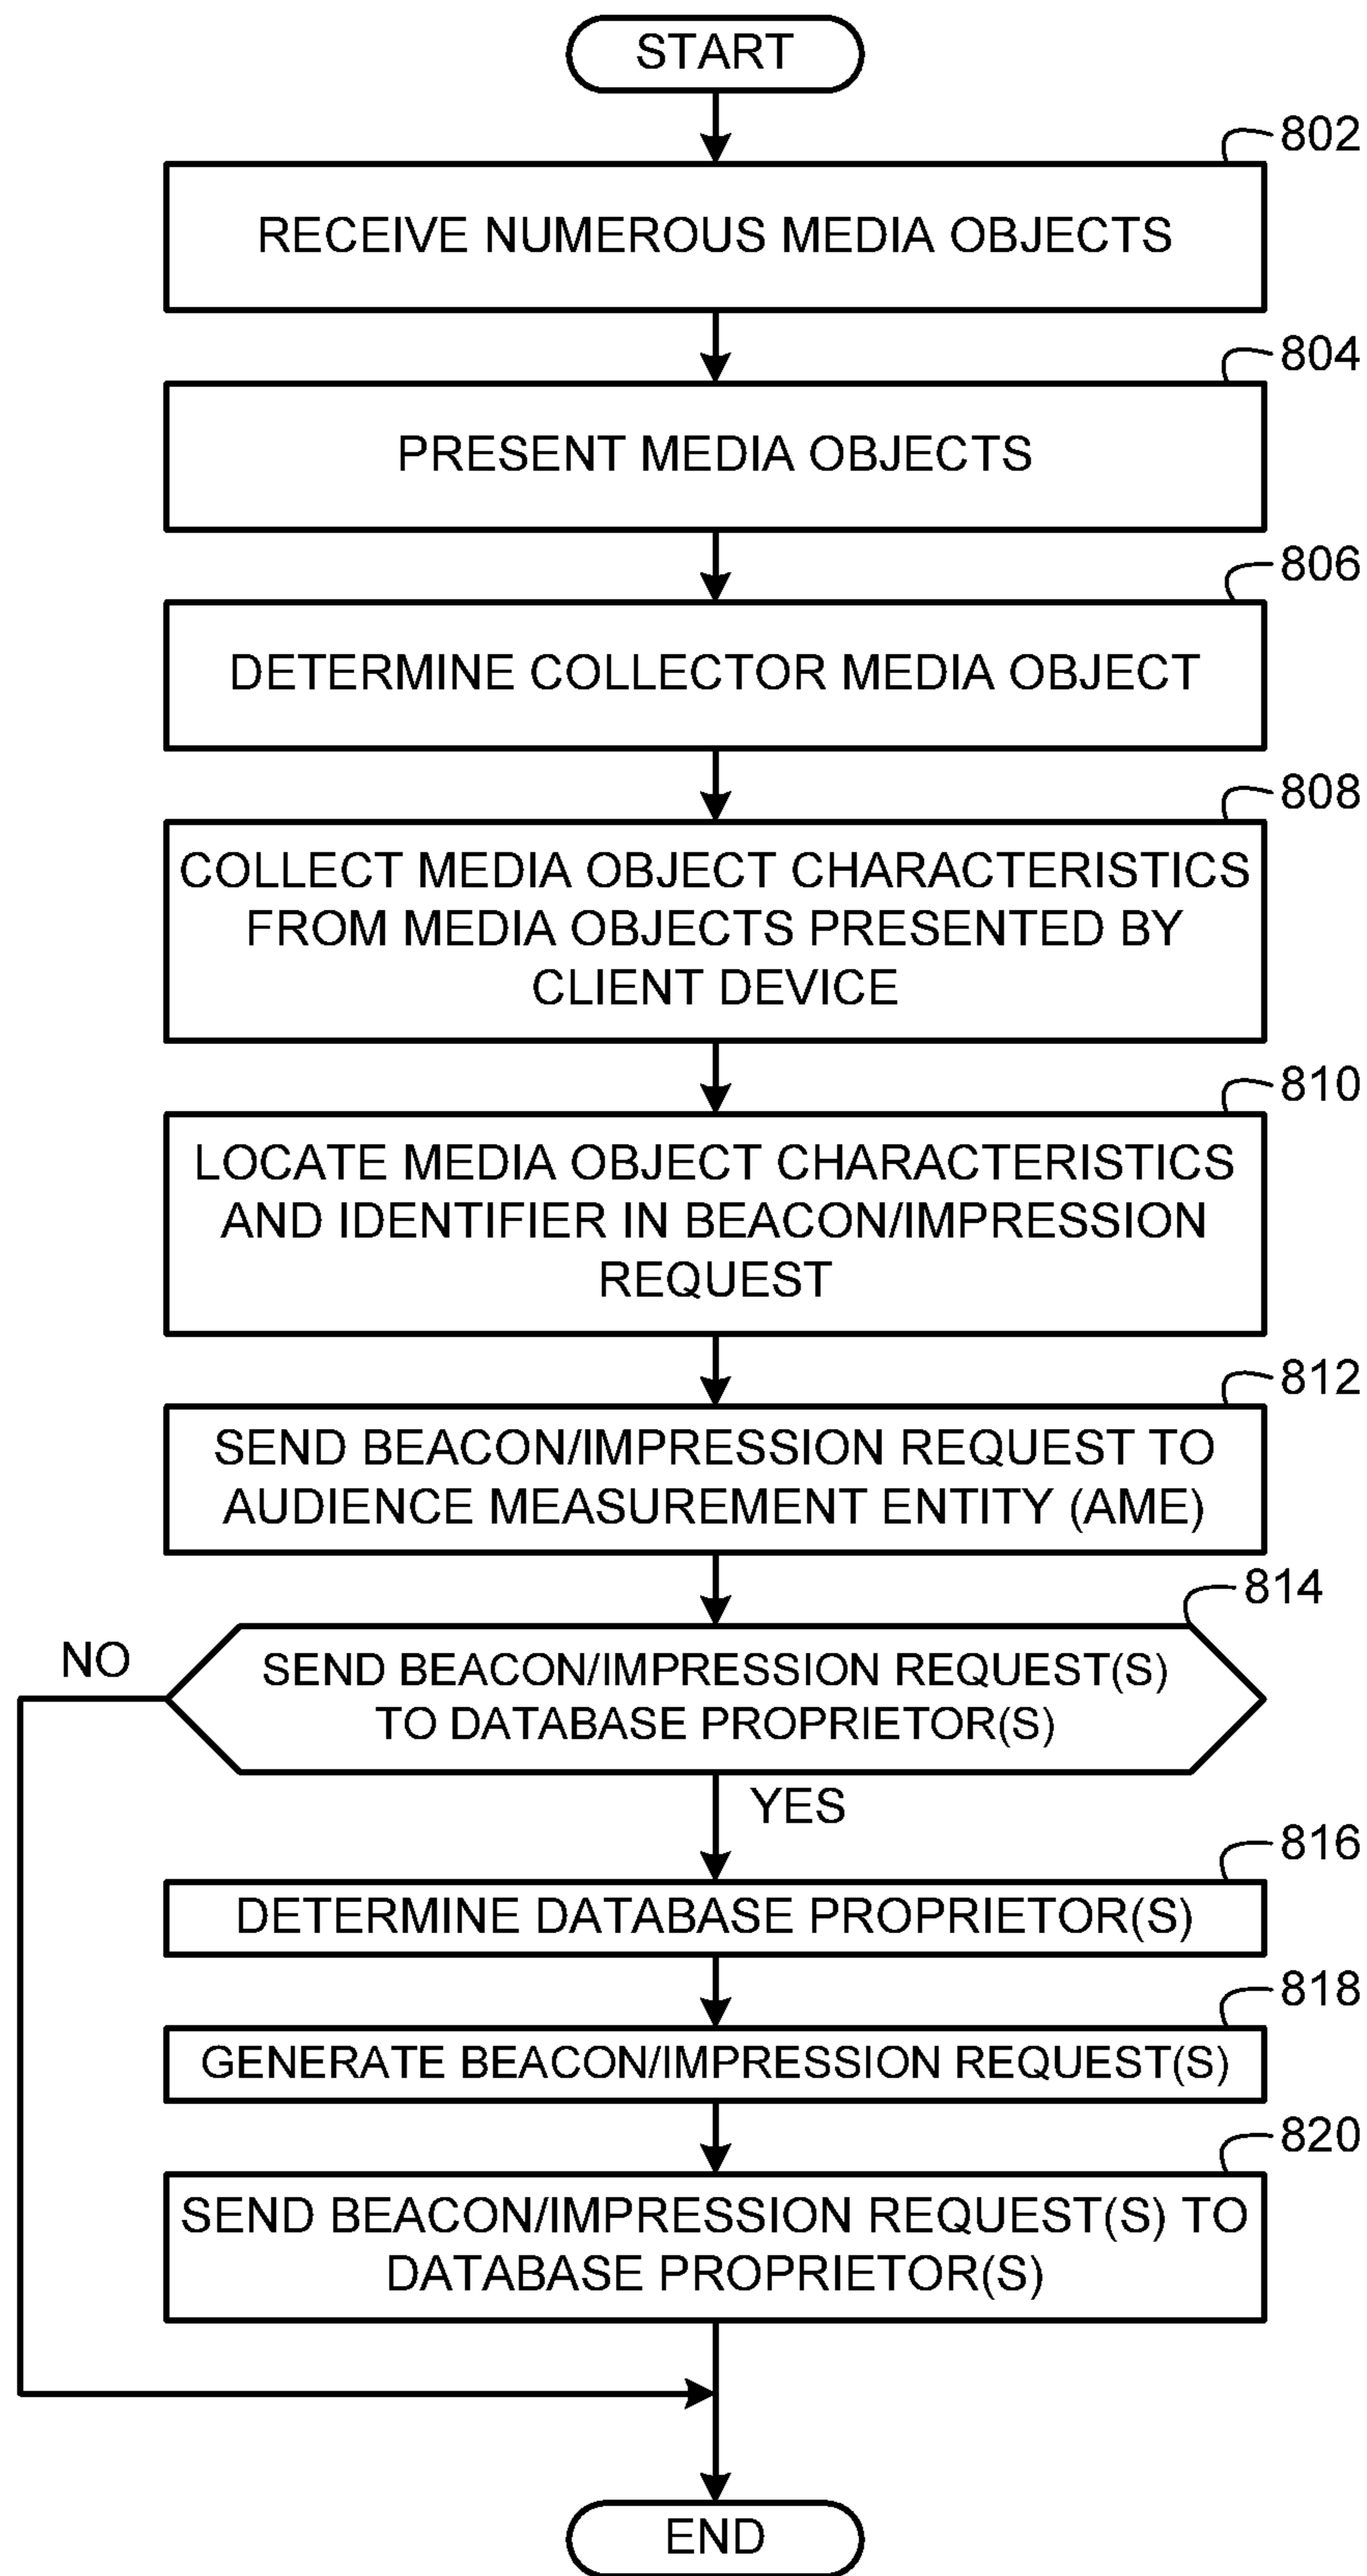 START
802
RECEIVE NUMEROUS MEDIA OBJECTS
804
PRESENT MEDIA OBJECTS
806
DETERMINE COLLECTOR MEDIA OBJECT
808
COLLECT MEDIA OBJECT CHARACTERISTICS
FROM MEDIA OBJECTS PRESENTED BY
CLIENT DEVICE
810
LOCATE MEDIA OBJECT CHARACTERISTICS
AND IDENTIFIER IN BEACON/IMPRESSION
REQUEST
812
SEND BEACON/IMPRESSION REQUEST TO
AUDIENCE MEASUREMENT ENTITY (AME)
814
NO
SEND BEACON/IMPRESSION REQUEST(S)
TO DATABASE PROPRIETOR(S)
YES
816
DETERMINE DATABASE PROPRIETOR(S)
818
GENERATE BEACON/IMPRESSION REQUEST(S)
820
SEND BEACON/IMPRESSION REQUEST(S) TO
DATABASE PROPRIETOR(S)
END